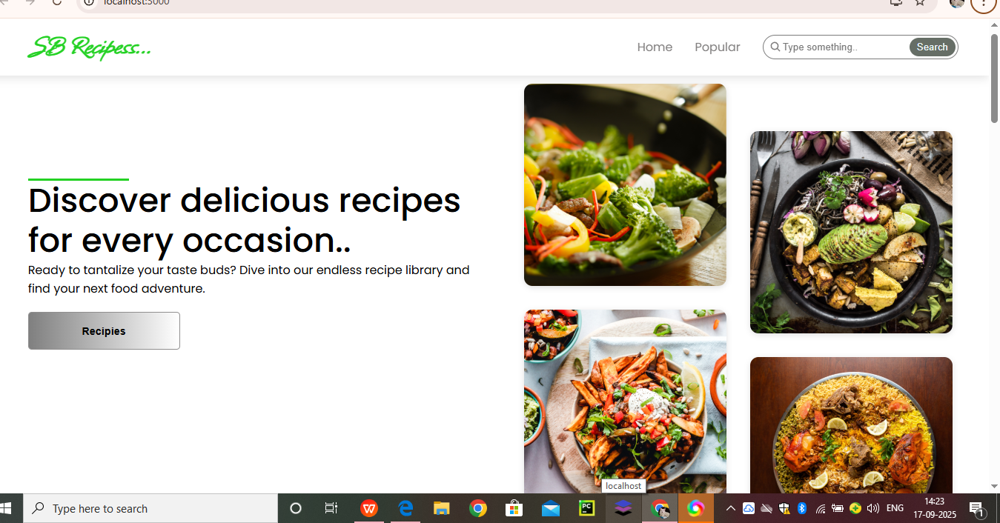 localhost:3000
SB Recipess...
Home
Popular
Type something..
Search
Discover delicious recipes
for every occasion..
Ready to tantalize your taste buds? Dive into our endless recipe library and
find your next food adventure.
Recipies
localhost
Type here to search
W
PC
ENG
14:23
17-09-2025
1